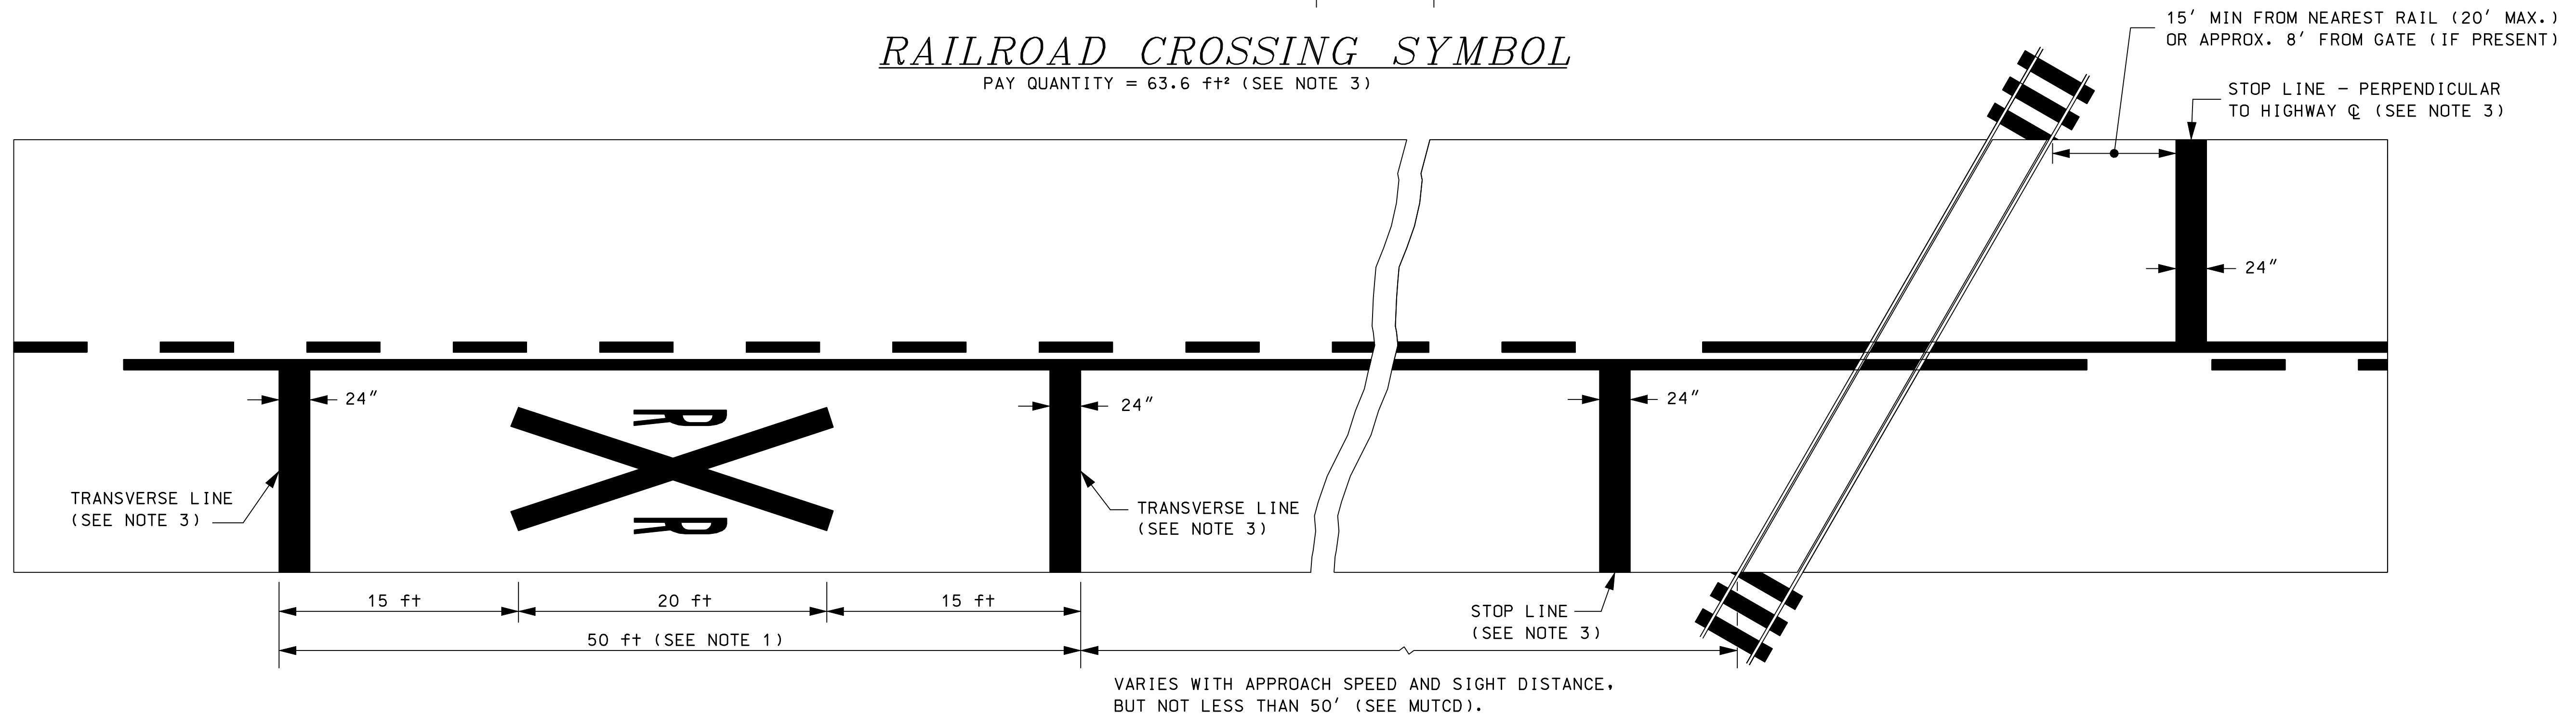 RAILROAD CROSSING SYMBOL
PAY QUANTITY = 63.6 ft² (SEE NOTE 3)
15' MIN FROM NEAREST RAIL (20' MAX.)
OR APPROX. 8' FROM GATE (IF PRESENT)
STOP LINE - PERPENDICULAR
TO HIGHWAY ℄ (SEE NOTE 3)
24"
24"
24"
24"
R
R
TRANSVERSE LINE
(SEE NOTE 3)
TRANSVERSE LINE
(SEE NOTE 3)
15 ft
20 ft
15 ft
STOP LINE
(SEE NOTE 3)
50 ft (SEE NOTE 1)
VARIES WITH APPROACH SPEED AND SIGHT DISTANCE,
BUT NOT LESS THAN 50' (SEE MUTCD).